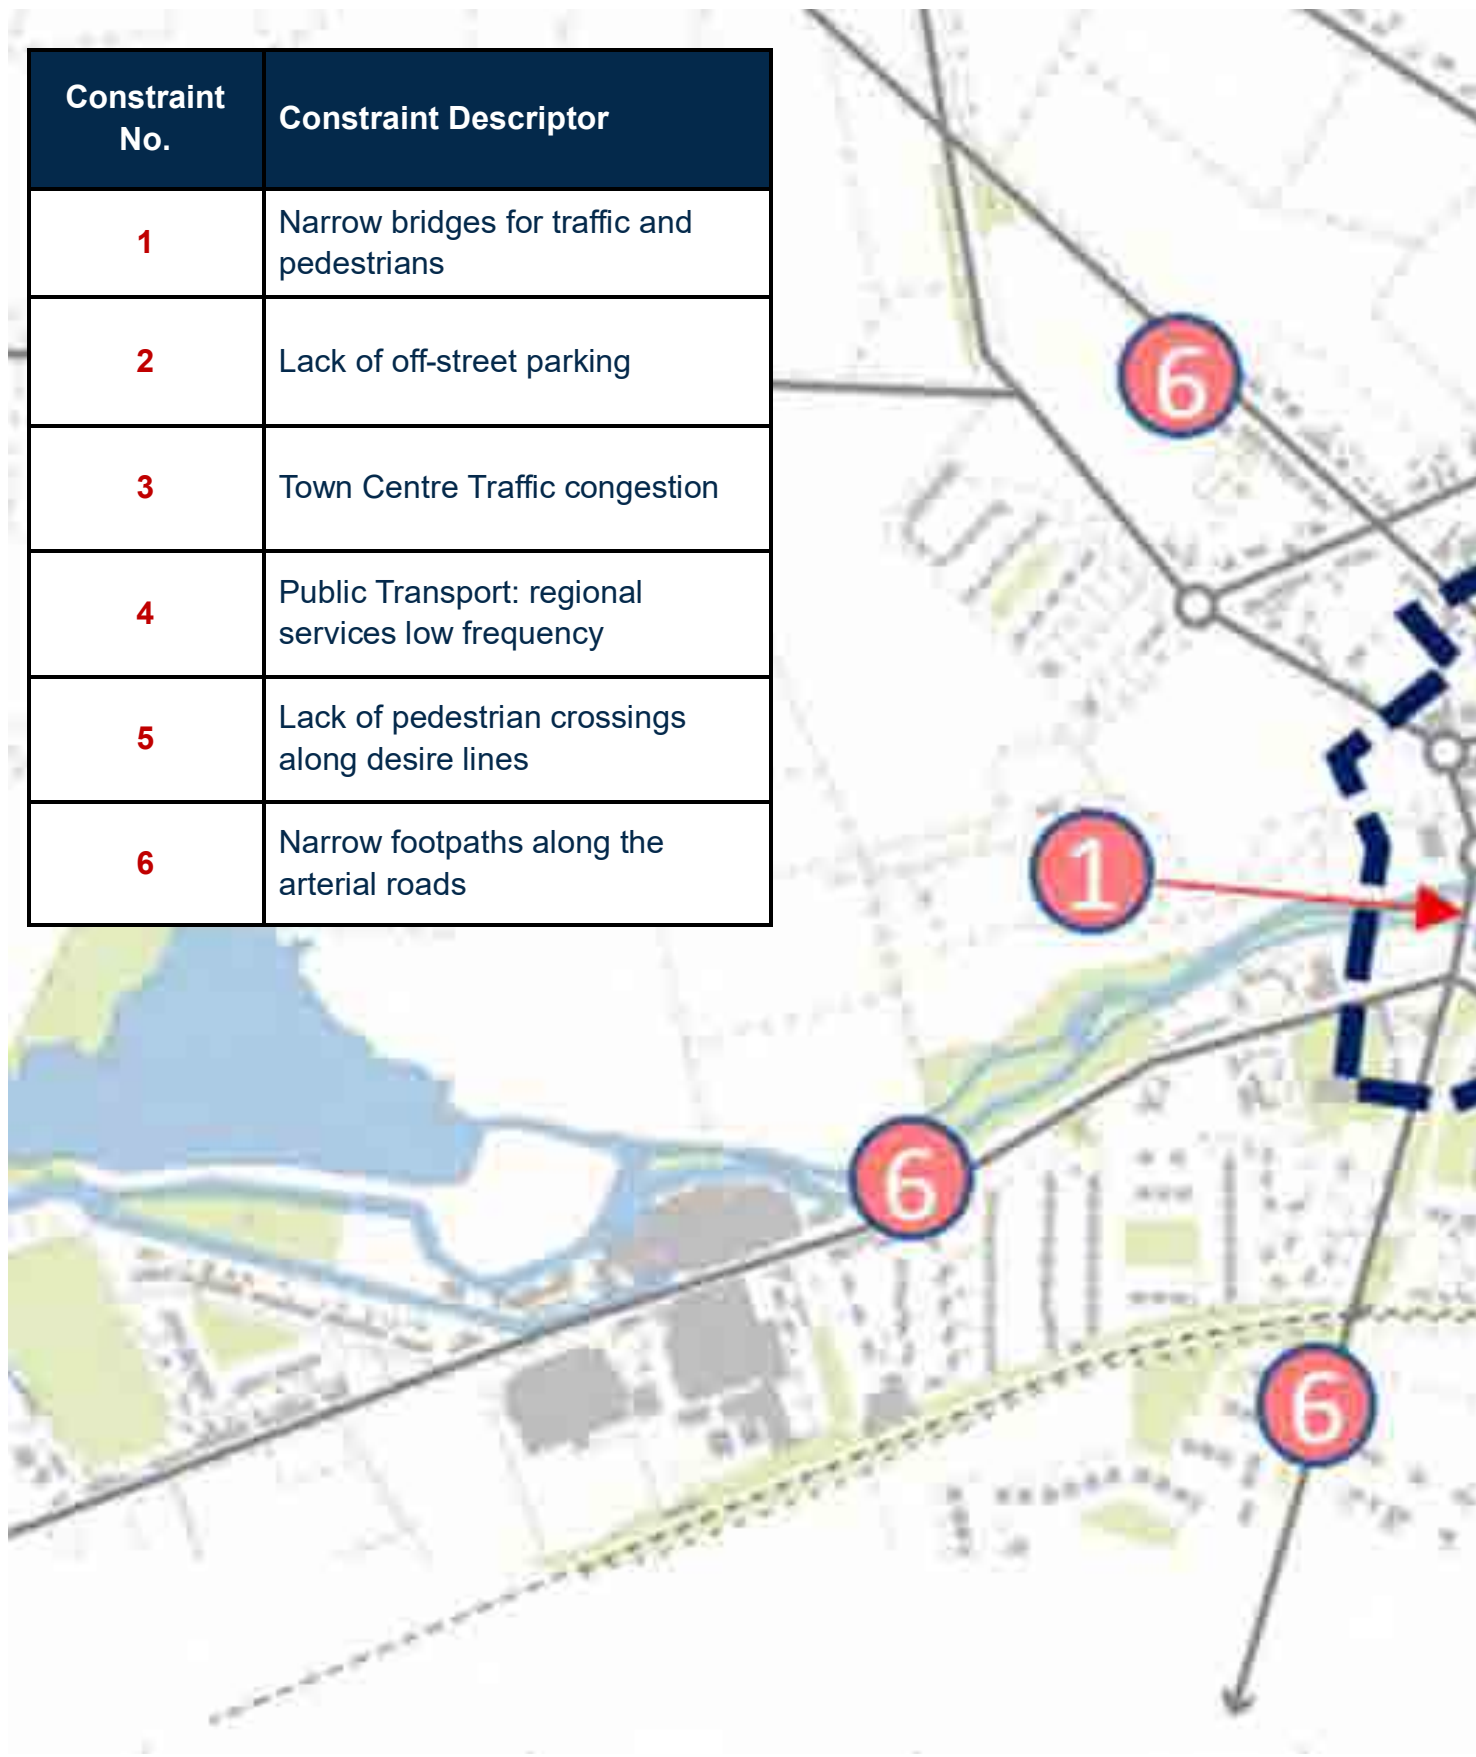 Constraint
No.
Constraint Descriptor
1
Narrow bridges for traffic and
pedestrians
2
Lack of off-street parking
3
Town Centre Traffic congestion
4
Public Transport: regional
services low frequency
5
Lack of pedestrian crossings
along desire lines
6
Narrow footpaths along the
arterial roads
6
1
6
6